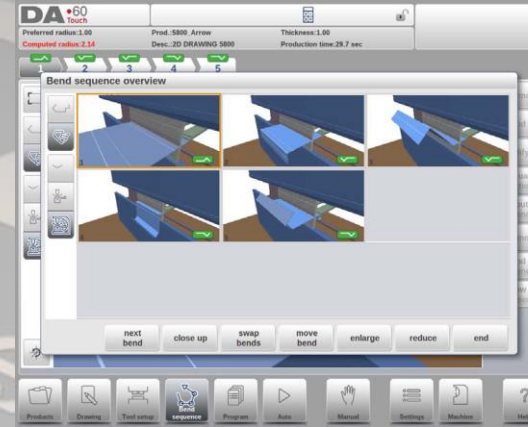 DA•60
Touch
Preferred radius:1.00 Prod.:5800_Arrow Thickness:1.00
Computed radius:2.14 Desc.:2D DRAWING 5800 Production time:29.7 sec
1 2 3 4 5
Bend sequence overview
next bend close up swap bends move bend enlarge reduce end
Products Drawing Tool setup Bend sequence Program Auto Manual Settings Machine